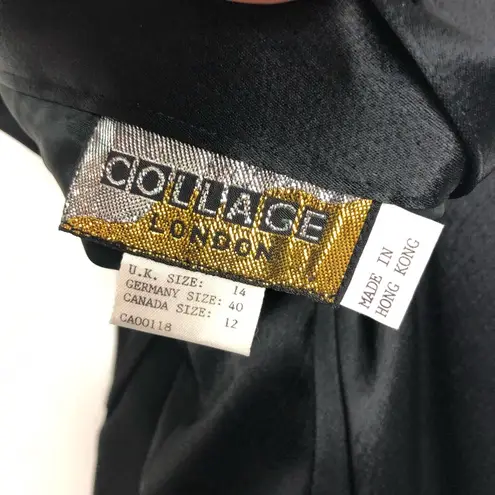 COLLAGE
LONDON
U.K. SIZE: 14
GERMANY SIZE: 40
CANADA SIZE: 12
CA00118
MADE IN
HONG KONG